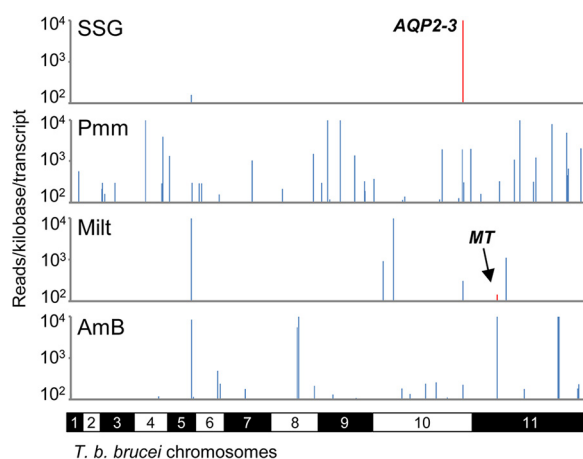 Reads/kilobase/transcript
SSG
10⁴
10³
10²
AQP2-3
Pmm
10⁴
10³
10²
Milt
10⁴
10³
10²
MT
AmB
10⁴
10³
10²
1 2 3 4 5 6 7 8 9 10 11
T. b. brucei chromosomes